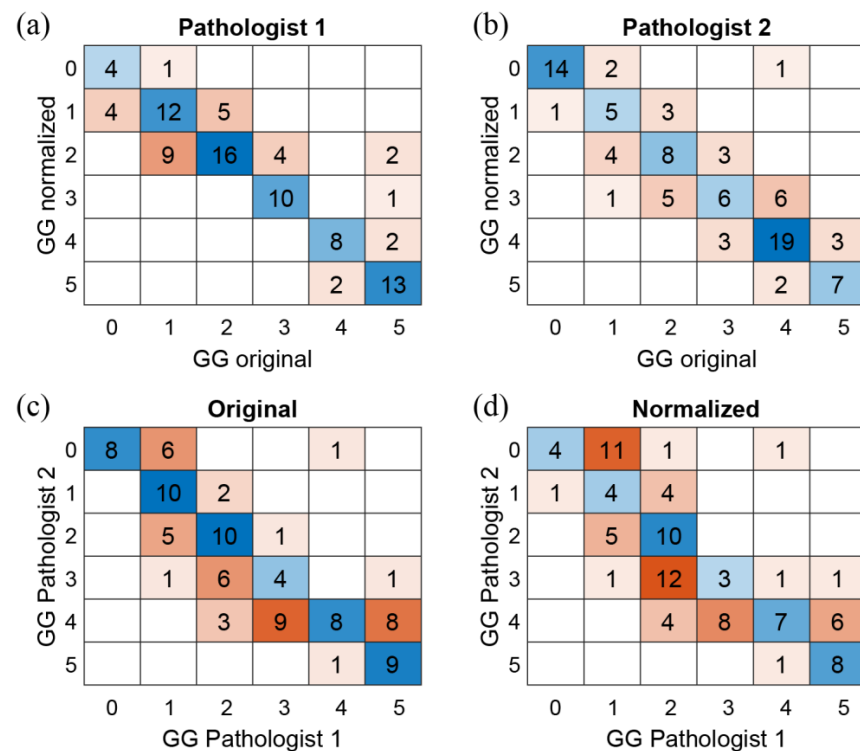 (a) Pathologist 1
GG normalized
0 4 1
1 4 12 5
2 9 16 4 2
3 10 1
4 8 2
5 2 13
0 1 2 3 4 5
GG original
(b) Pathologist 2
GG normalized
0 14 2 1
1 1 5 3
2 4 8 3
3 1 5 6 6
4 3 19 3
5 2 7
0 1 2 3 4 5
GG original
(c) Original
GG Pathologist 2
0 8 6 1
1 10 2
2 5 10 1
3 1 6 4 1
4 3 9 8 8
5 1 9
0 1 2 3 4 5
GG Pathologist 1
(d) Normalized
GG Pathologist 2
0 4 11 1 1
1 1 4 4
2 5 10
3 1 12 3 1 1
4 4 8 7 6
5 1 8
0 1 2 3 4 5
GG Pathologist 1